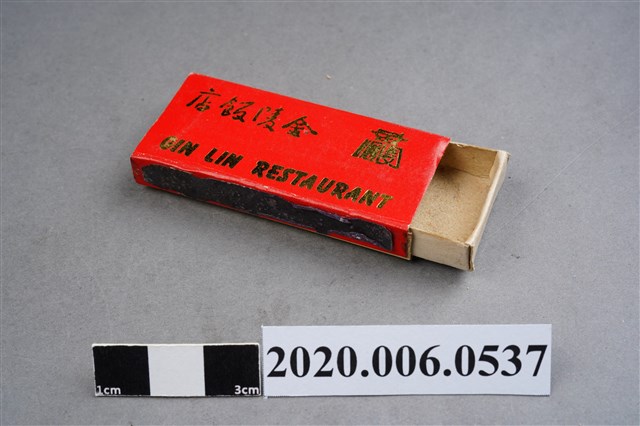 金陵飯店
GIN LIN RESTAURANT
1cm 3cm
2020.006.0537